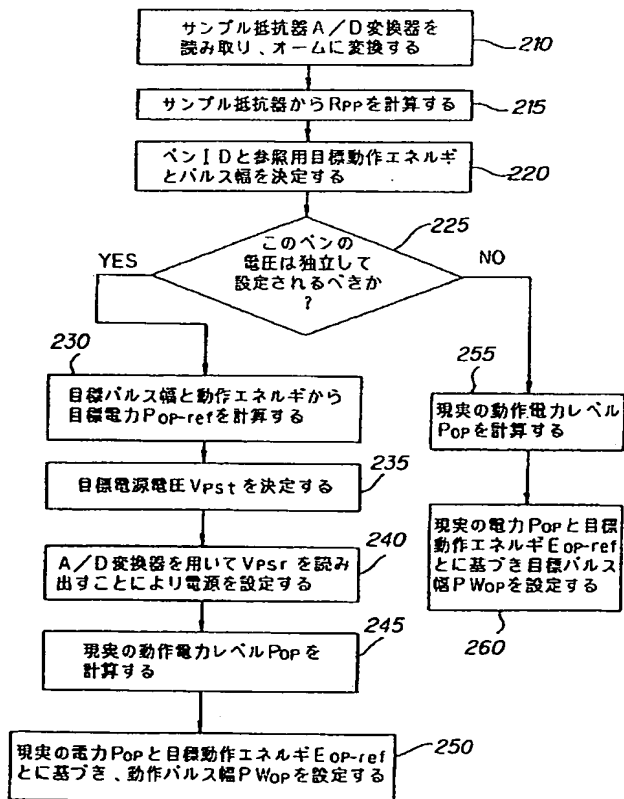 サンプル抵抗器A/D変換器を
読み取り、オームに変換する
210
サンプル抵抗器からRPPを計算する
215
ペンIDと参照用目標動作エネルギ
とパルス幅を決定する
220
225
このペンの
電圧は独立して
設定されるべきか
?
YES
NO
230
目標パルス幅と動作エネルギから
目標電力POP-refを計算する
235
目標電源電圧VPStを決定する
240
A/D変換器を用いてVPSrを読み
出すことにより電源を設定する
245
現実の動作電力レベルPOPを
計算する
現実の電力POPと目標動作エネルギEOP-ref
とに基づき、動作パルス幅PWOPを設定する
250
255
現実の動作電力レベル
POPを計算する
現実の電力POPと目標
動作エネルギEOP-ref
とに基づき目標パルス
幅PWOPを設定する
260